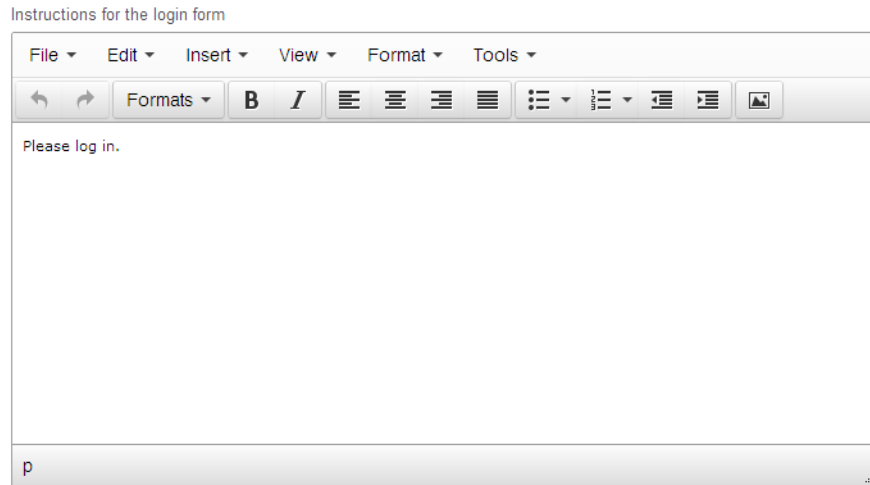 Instructions for the login form
File Edit Insert View Format Tools
Formats B I
Please log in.
p